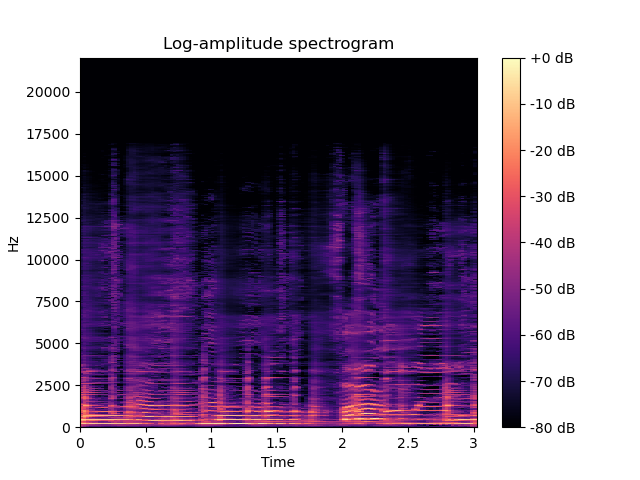 Log-amplitude spectrogram
20000
17500
15000
12500
10000
7500
5000
2500
0
Hz
0 0.5 1 1.5 2 2.5 3
Time
+0 dB
-10 dB
-20 dB
-30 dB
-40 dB
-50 dB
-60 dB
-70 dB
-80 dB